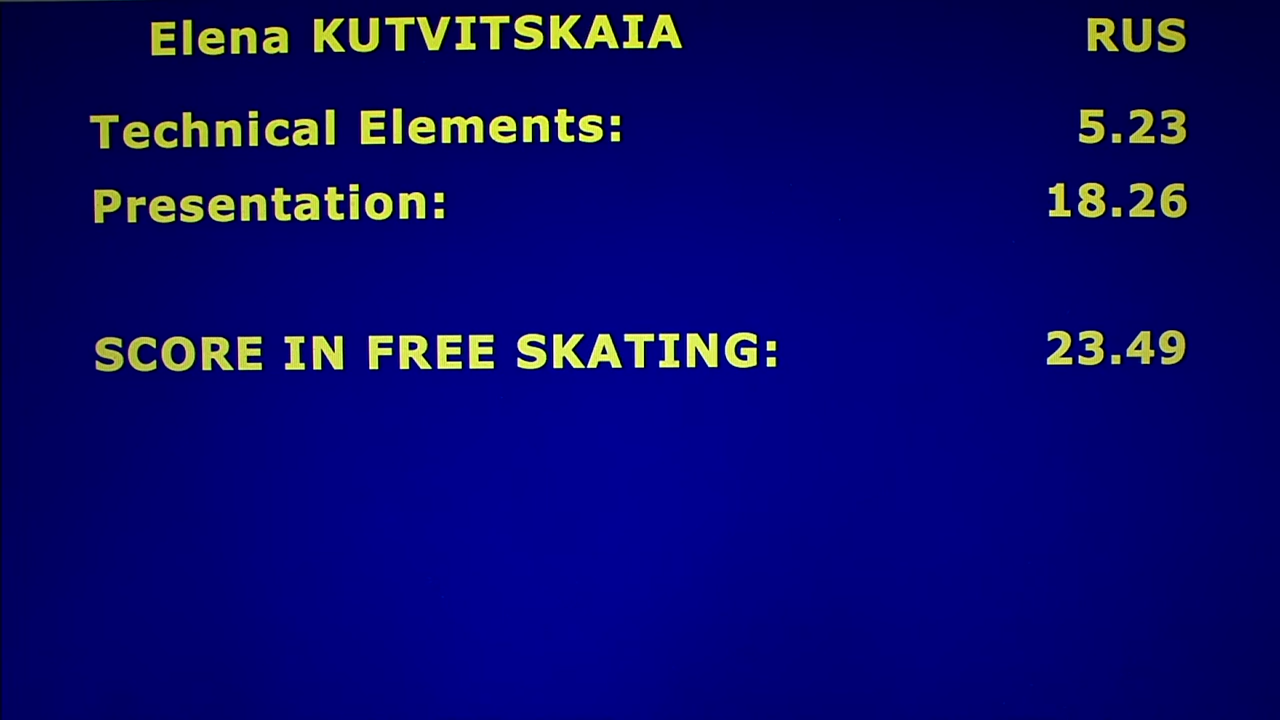 Elena KUTVITSKAIA RUS
Technical Elements: 5.23
Presentation: 18.26
SCORE IN FREE SKATING: 23.49